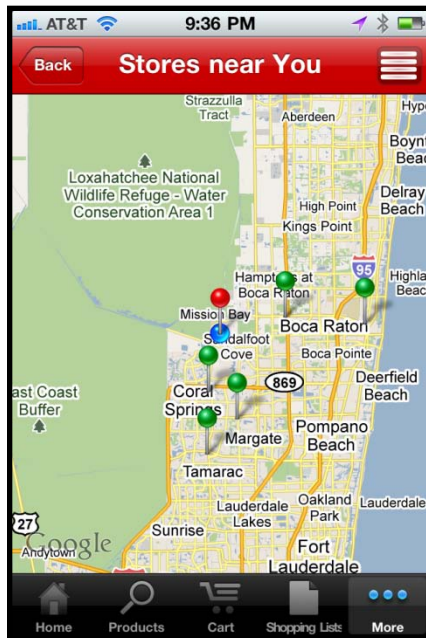 AT&T 9:36 PM
Back Stores near You
Strazzulla
Tract
Aberdeen
Hype
Loxahatchee National
Wildlife Refuge - Water
Conservation Area 1
Boynt
Bea
High Point
Kings Point
Delray
Beach
95
Hamptons at
Boca Raton
Highla
Beac
Mission Bay
Sandalfoot
Cove
Boca Raton
Boca Pointe
869
Deerfield
Beach
ast Coast
Buffer
Coral
Springs
Margate
Pompano
Beach
Tamarac
Lauderdale
Lakes
Oakland
Park
Lauderdale
27
Google
Andytown
Sunrise
Fort
Lauderdale
Home Products Cart Shopping Lists More